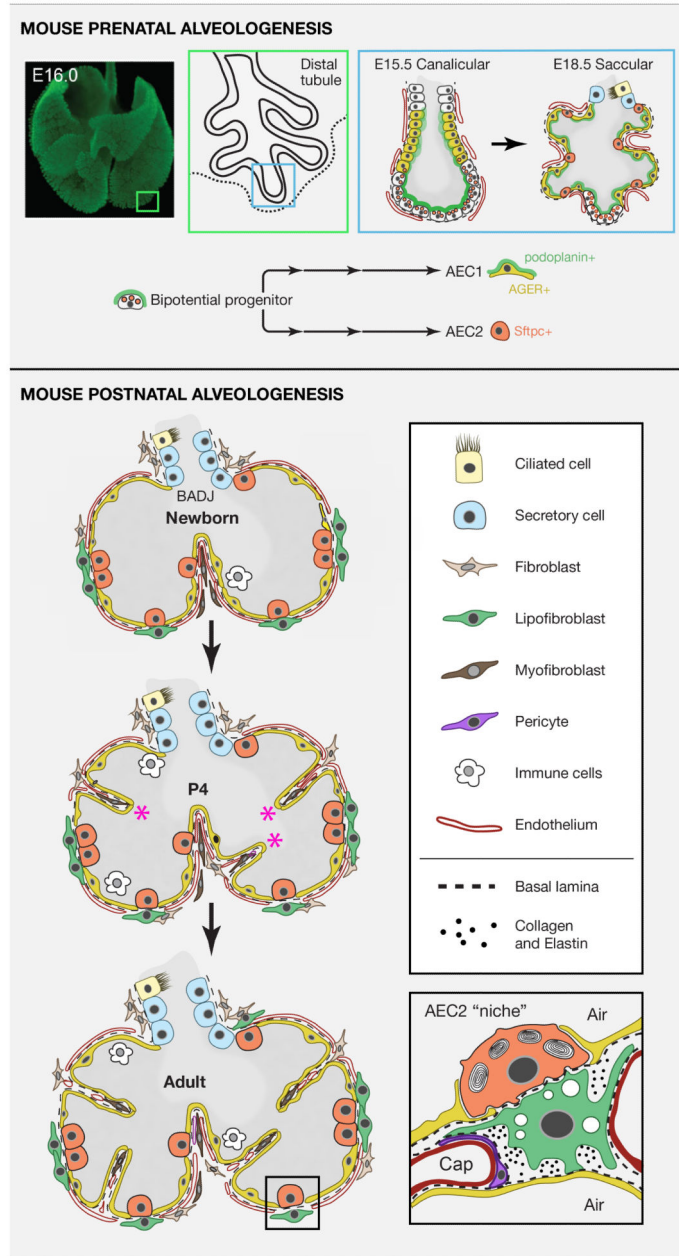 MOUSE PRENATAL ALVEOLOGENESIS
E16.0
Distal
tubule
E15.5 Canalicular
E18.5 Saccular
Bipotential progenitor
AEC1
podoplanin+
AGER+
AEC2
Sftpc+
MOUSE POSTNATAL ALVEOLOGENESIS
BADJ
Newborn
P4
Adult
Ciliated cell
Secretory cell
Fibroblast
Lipofibroblast
Myofibroblast
Pericyte
Immune cells
Endothelium
Basal lamina
Collagen
and Elastin
AEC2 “niche”
Air
Cap
Air